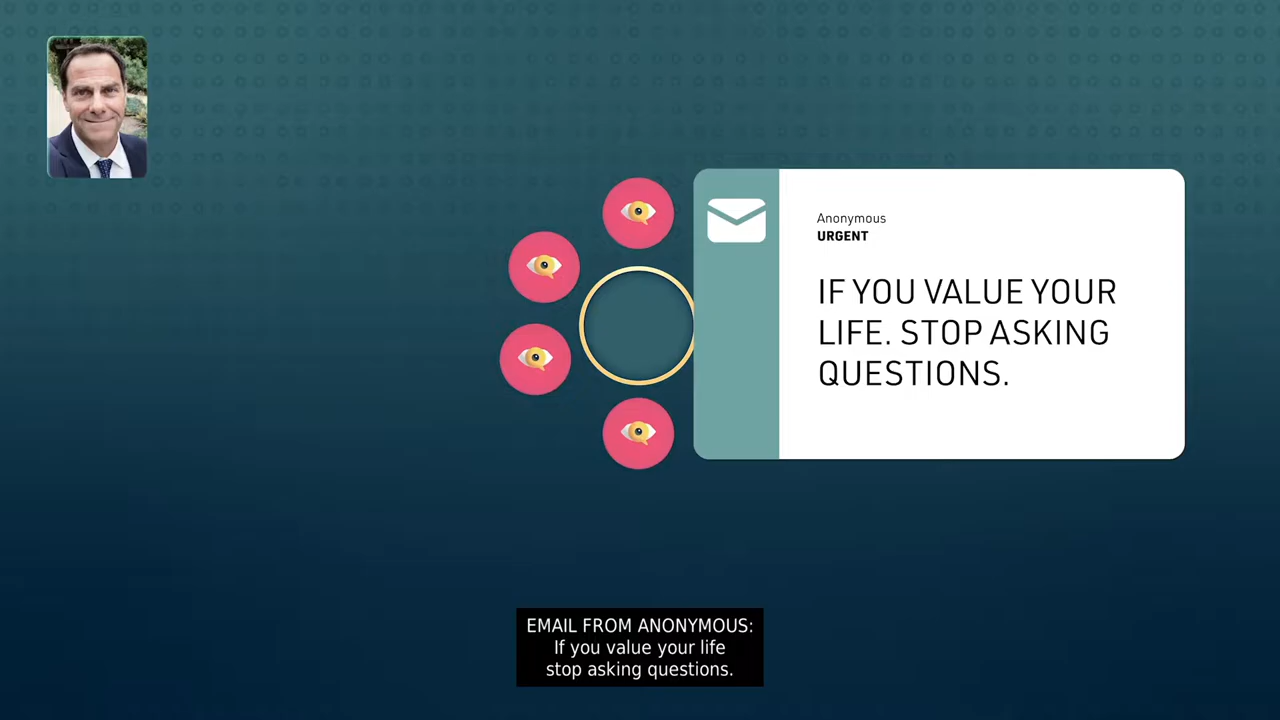 Anonymous
URGENT
IF YOU VALUE YOUR
LIFE. STOP ASKING
QUESTIONS.
EMAIL FROM ANONYMOUS:
If you value your life
stop asking questions.